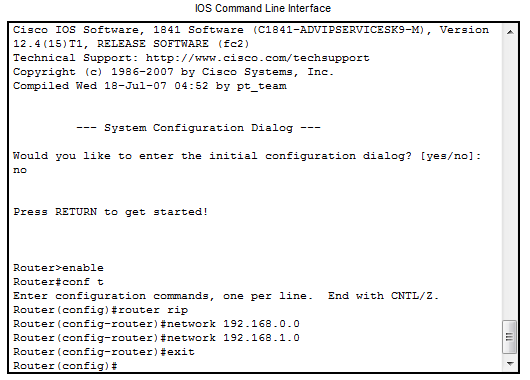 IOS Command Line Interface
Cisco IOS Software, 1841 Software (C1841-ADVIPSERVICESK9-M), Version
12.4(15)T1, RELEASE SOFTWARE (fc2)
Technical Support: http://www.cisco.com/techsupport
Copyright (c) 1986-2007 by Cisco Systems, Inc.
Compiled Wed 18-Jul-07 04:52 by pt_team
--- System Configuration Dialog ---
Would you like to enter the initial configuration dialog? [yes/no]:
no
Press RETURN to get started!
Router>enable
Router#conf t
Enter configuration commands, one per line.  End with CNTL/Z.
Router(config)#router rip
Router(config-router)#network 192.168.0.0
Router(config-router)#network 192.168.1.0
Router(config-router)#exit
Router(config)#